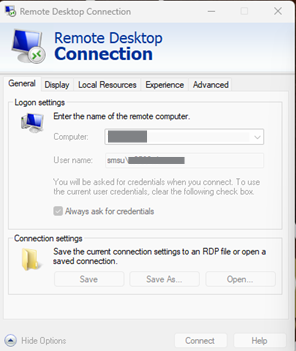 Remote Desktop Connection
Remote Desktop
Connection
General Display Local Resources Experience Advanced
Logon settings
Enter the name of the remote computer.
Computer:
User name: smsu\
You will be asked for credentials when you connect. To use
the current user credentials, clear the following check box.
Always ask for credentials
Connection settings
Save the current connection settings to an RDP file or open a
saved connection.
Save Save As... Open...
Hide Options Connect Help